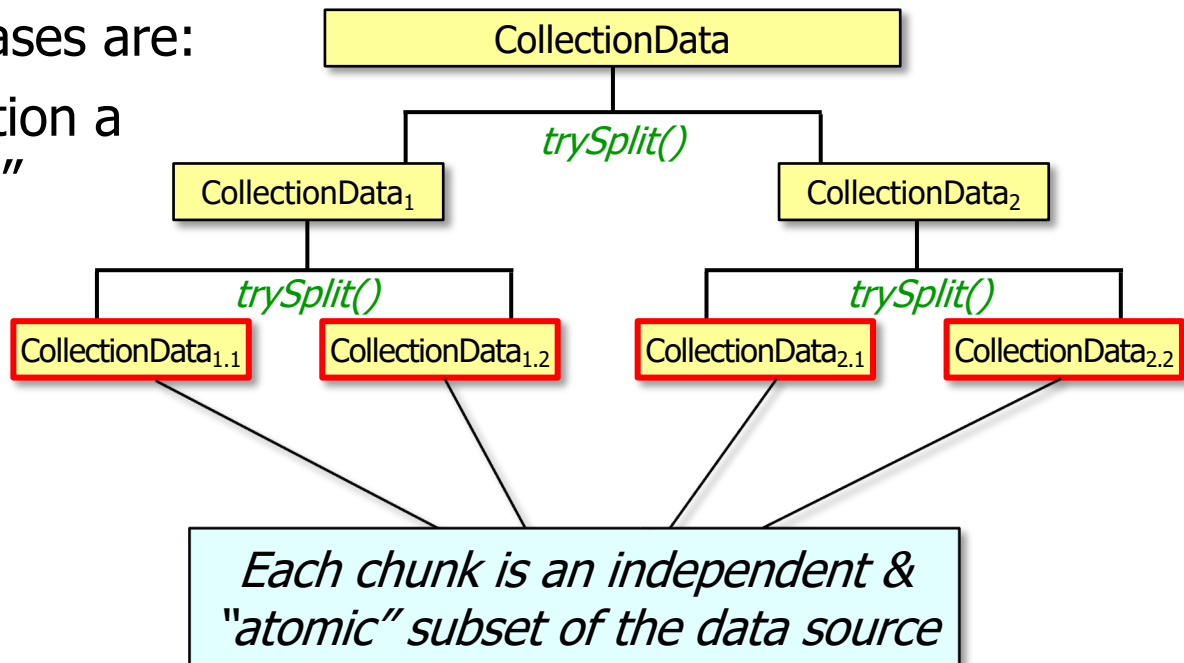 ases are:
tion a
”
CollectionData
trySplit()
CollectionData₁
CollectionData₂
trySplit()
trySplit()
CollectionData₁.₁
CollectionData₁.₂
CollectionData₂.₁
CollectionData₂.₂
Each chunk is an independent &
“atomic” subset of the data source